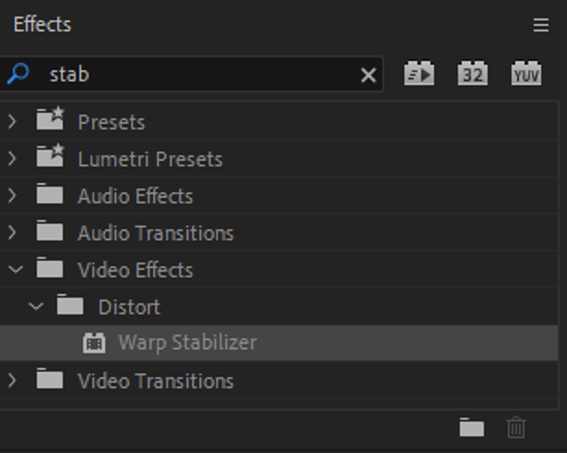 Effects
stab
32 YUV
Presets
Lumetri Presets
Audio Effects
Audio Transitions
Video Effects
Distort
Warp Stabilizer
Video Transitions